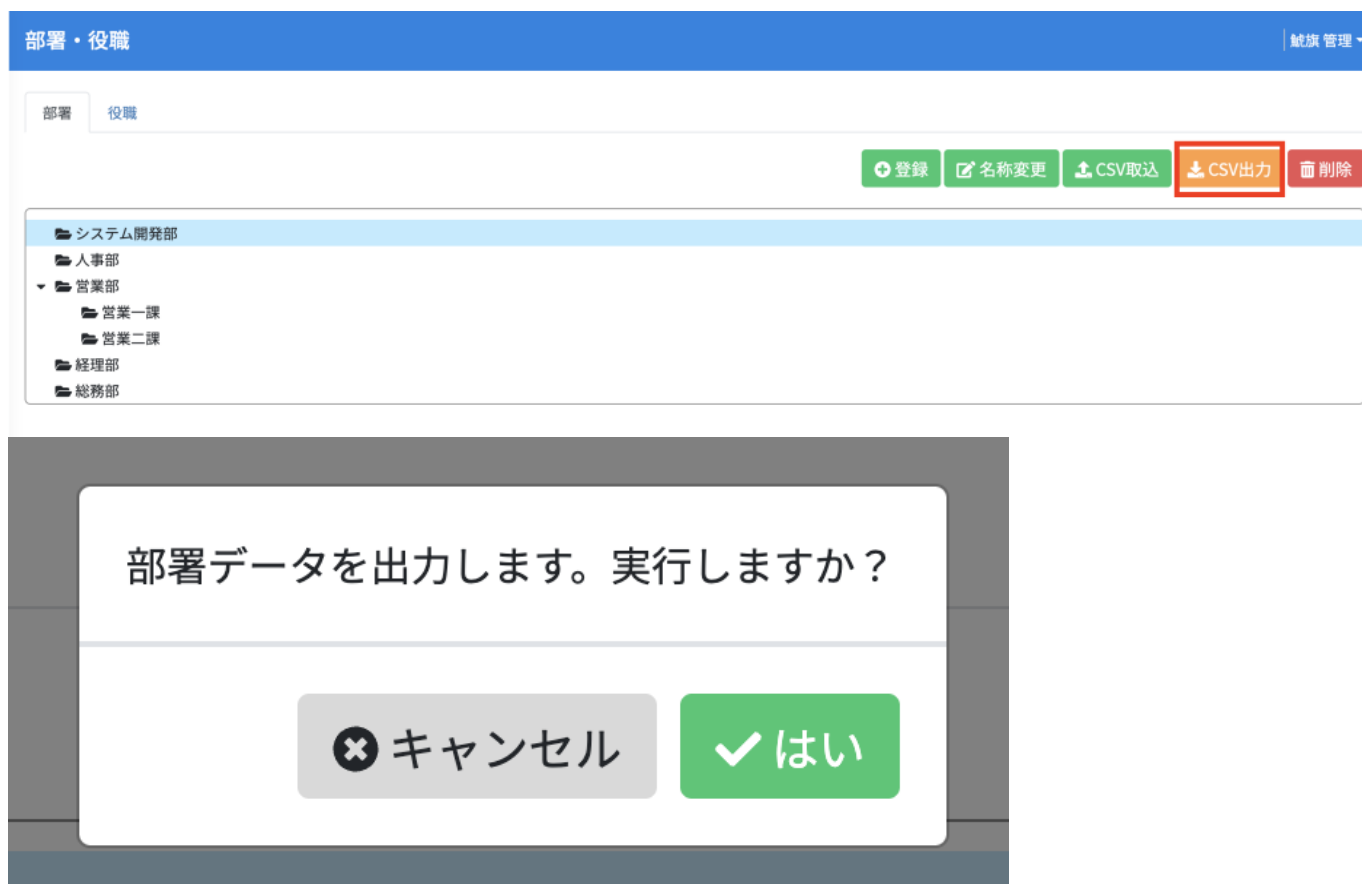 部署・役職
鯱旗 管理
部署 役職
登録 名称変更 CSV取込 CSV出力 削除
システム開発部
人事部
営業部
営業一課
営業二課
経理部
総務部
部署データを出力します。実行しますか？
キャンセル はい